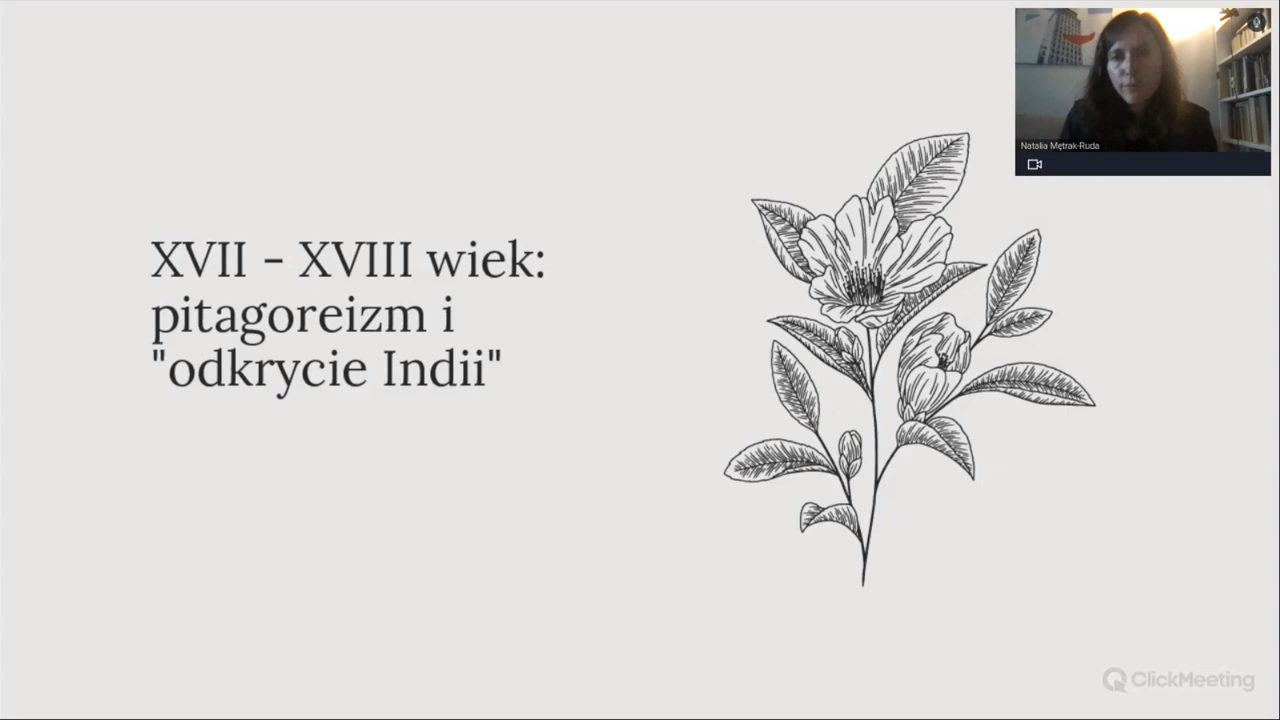 XVII - XVIII wiek:
pitagoreizm i
"odkrycie Indii"
Natalia Mętrak-Ruda
ClickMeeting